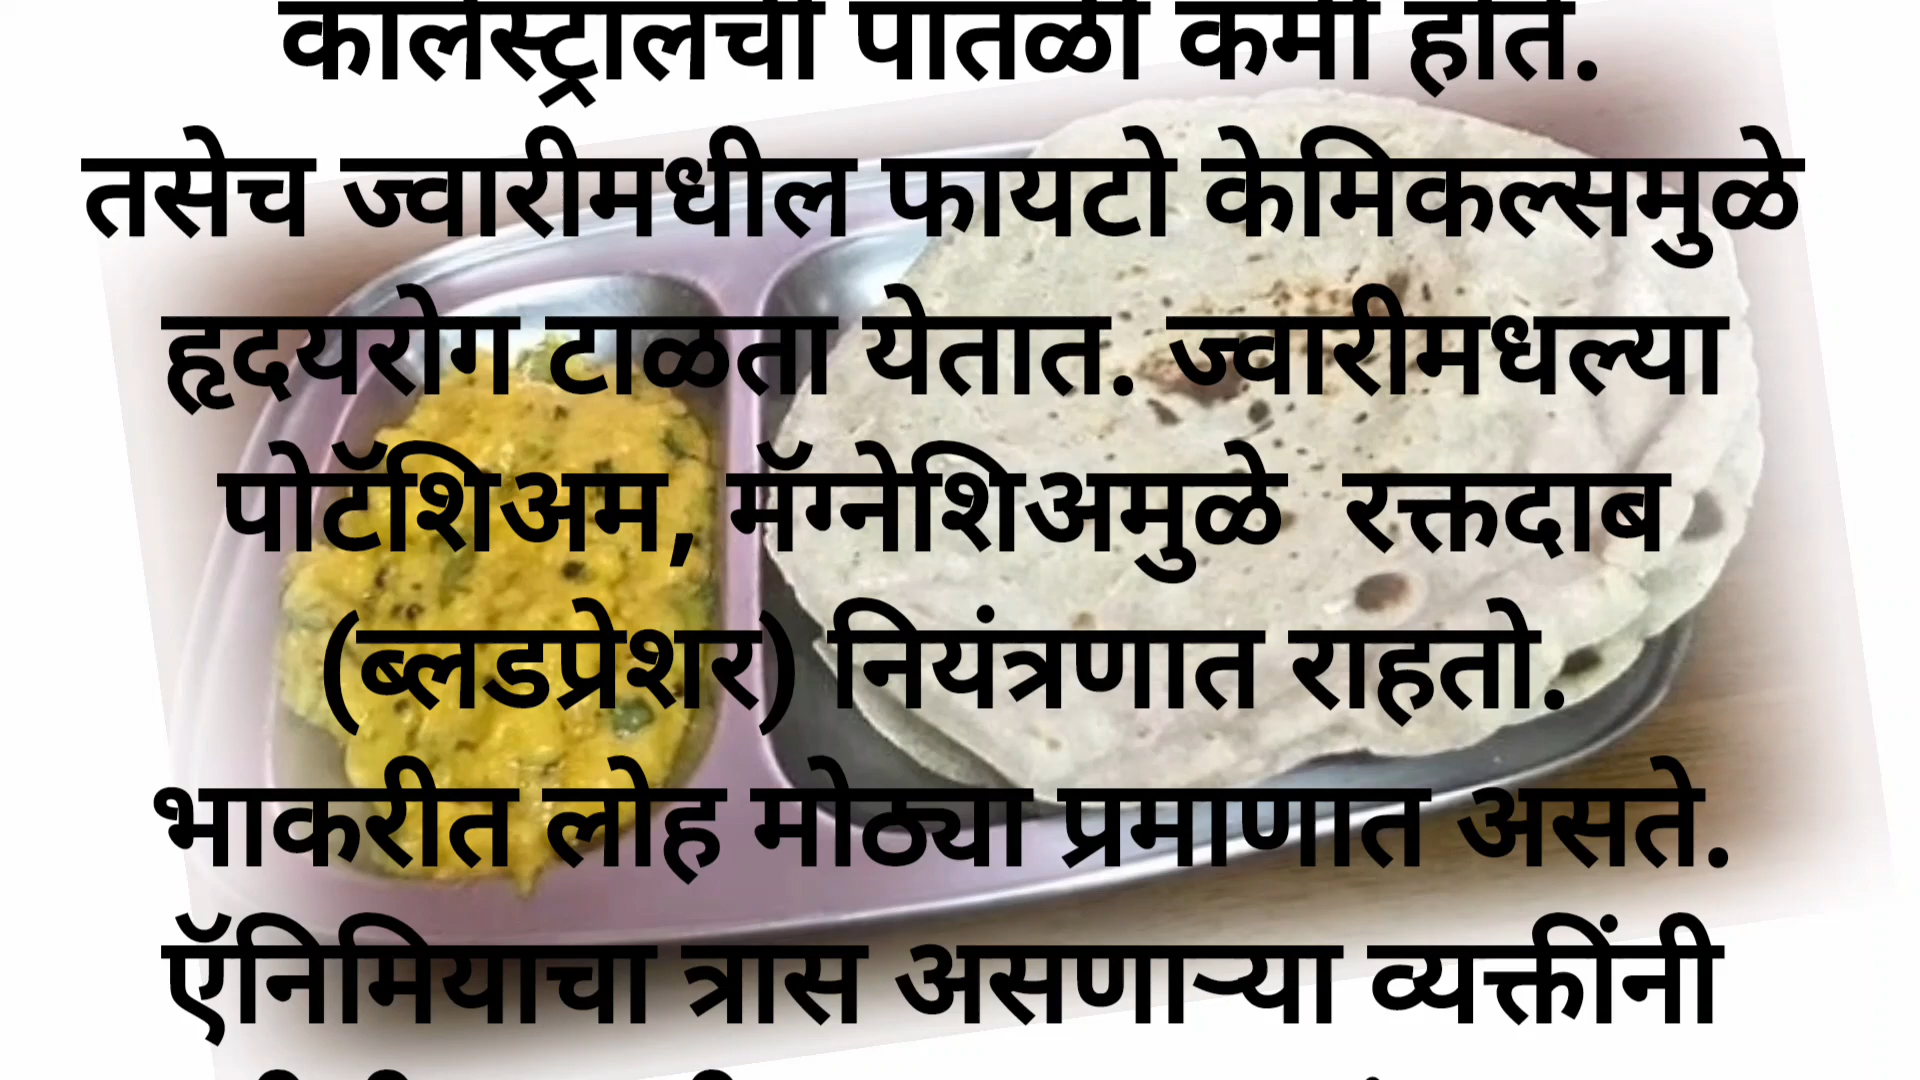 कोलेस्ट्रॉलची पातळी कमी होते.
तसेच ज्वारीमधील फायटो केमिकल्समुळे
हृदयरोग टाळता येतात. ज्वारीमधल्या
पोटॅशिअम, मॅग्नेशिअमुळे रक्तदाब
(ब्लडप्रेशर) नियंत्रणात राहतो.
भाकरीत लोह मोठ्या प्रमाणात असते.
ऍनिमियाचा त्रास असणाऱ्या व्यक्तींनी